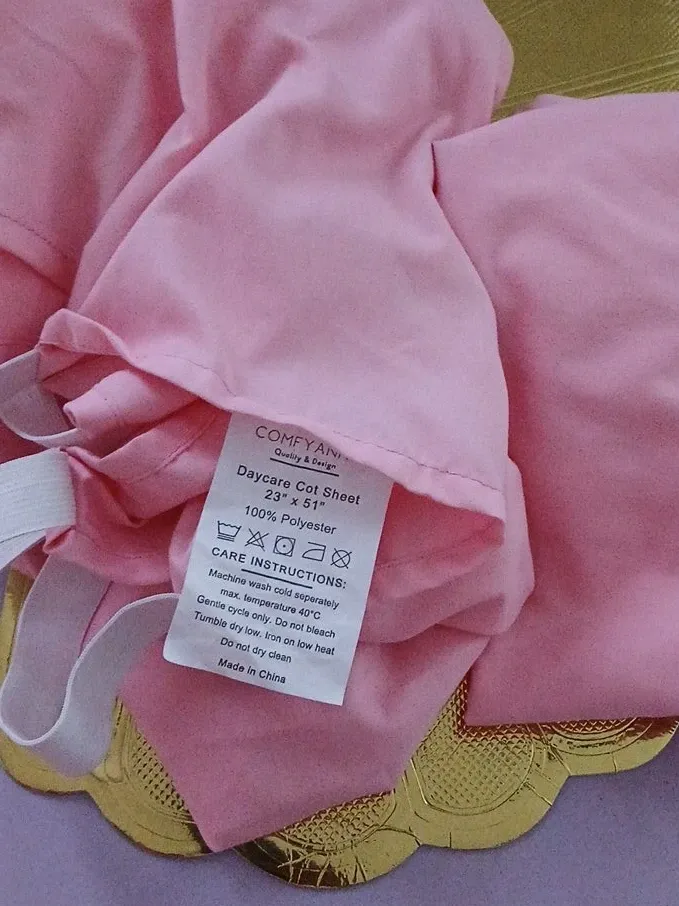 Quality & Design
Daycare Cot Sheet
23" x 51"
100% Polyester
CARE INSTRUCTIONS:
Machine wash cold seperately
max. temperature 40°C
Gentle cycle only. Do not bleach
Tumble dry low. Iron on low heat
Do not dry clean
Made in China